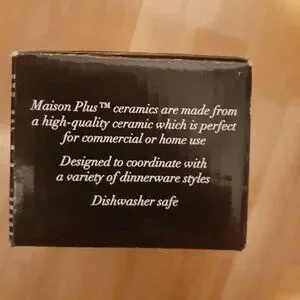 Maison Plus™ ceramics are made from
a high-quality ceramic which is perfect
for commercial or home use
Designed to coordinate with
a variety of dinnerware styles
Dishwasher safe